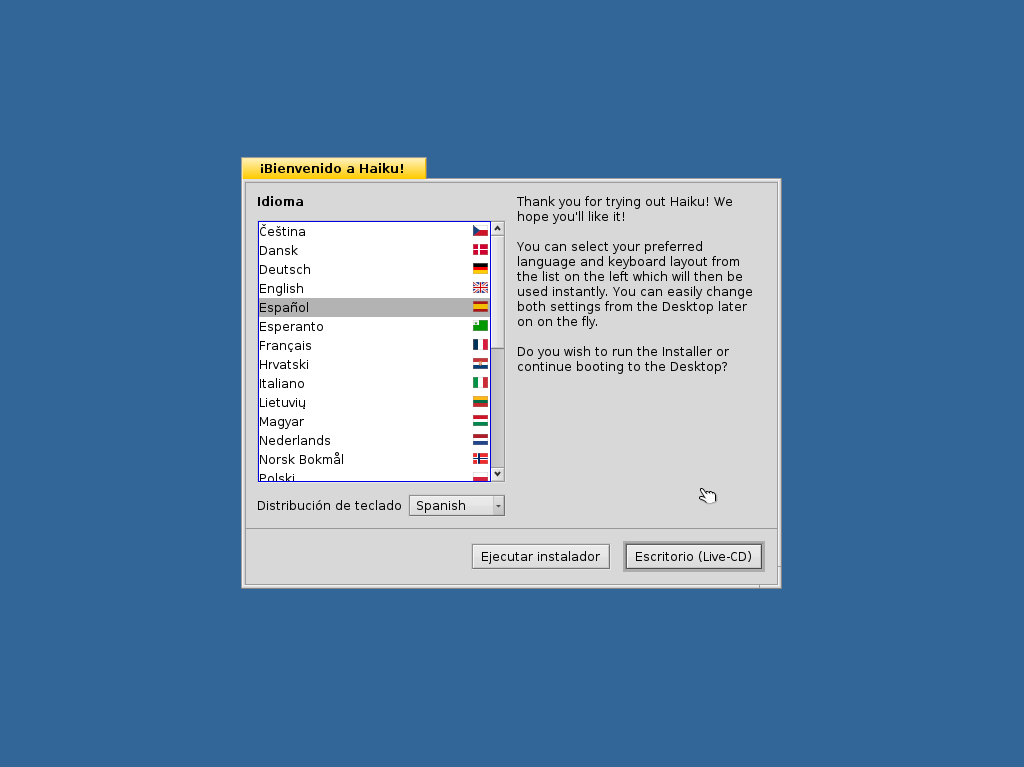 ¡Bienvenido a Haiku!
Idioma
Čeština
Dansk
Deutsch
English
Español
Esperanto
Français
Hrvatski
Italiano
Lietuvių
Magyar
Nederlands
Norsk Bokmål
Polski
Distribución de teclado
Spanish
Thank you for trying out Haiku! We
hope you'll like it!
You can select your preferred
language and keyboard layout from
the list on the left which will then be
used instantly. You can easily change
both settings from the Desktop later
on on the fly.
Do you wish to run the Installer or
continue booting to the Desktop?
Ejecutar instalador
Escritorio (Live-CD)